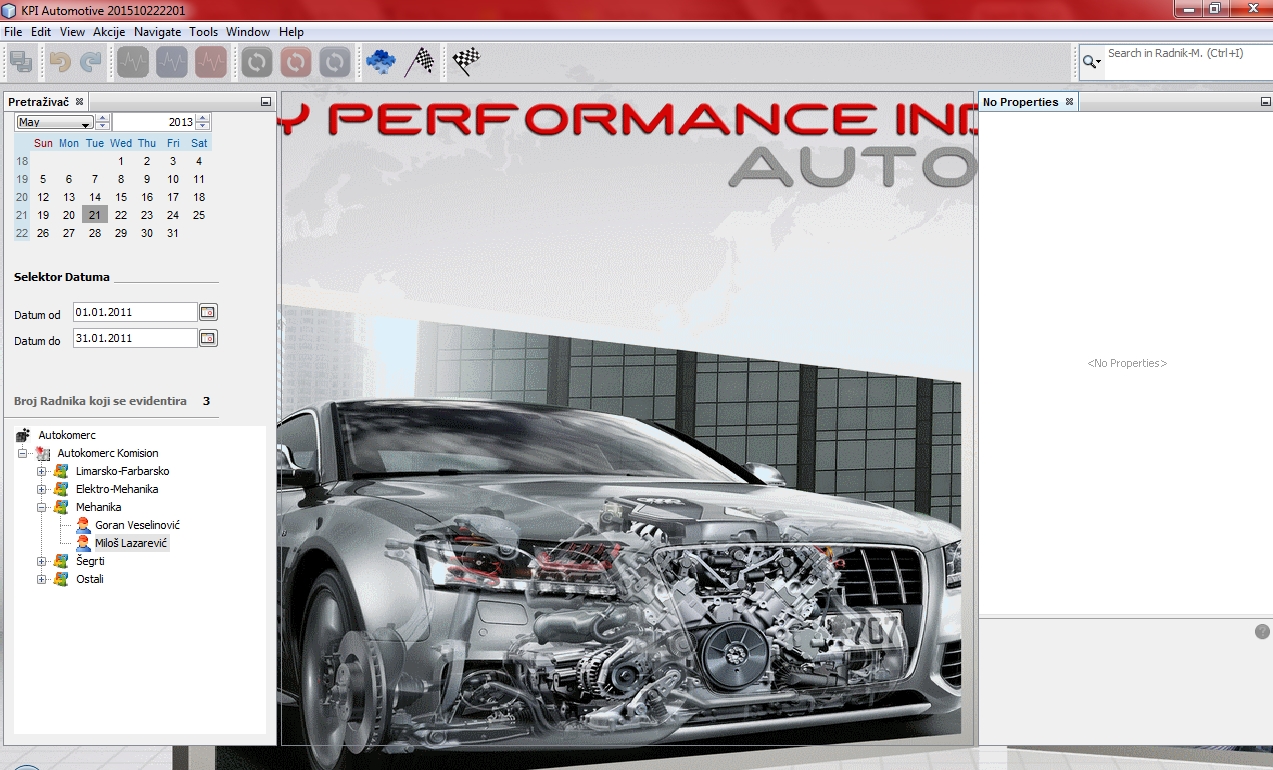 KPI Automotive 201510222201
File Edit View Akcije Navigate Tools Window Help
Search in Radnik-M. (Ctrl+I)
Pretraživač
No Properties
May 2013
Sun Mon Tue Wed Thu Fri Sat
18 1 2 3 4
19 5 6 7 8 9 10 11
20 12 13 14 15 16 17 18
21 19 20 21 22 23 24 25
22 26 27 28 29 30 31
Selektor Datuma
Datum od 01.01.2011
Datum do 31.01.2011
Broj Radnika koji se evidentira 3
Autokomerc
Autokomerc Komision
Limarsko-Farbarsko
Elektro-Mehanika
Mehanika
Goran Veselinović
Miloš Lazarević
Šegrti
Ostali
Y PERFORMANCE IND
AUTO
707
<No Properties>
?